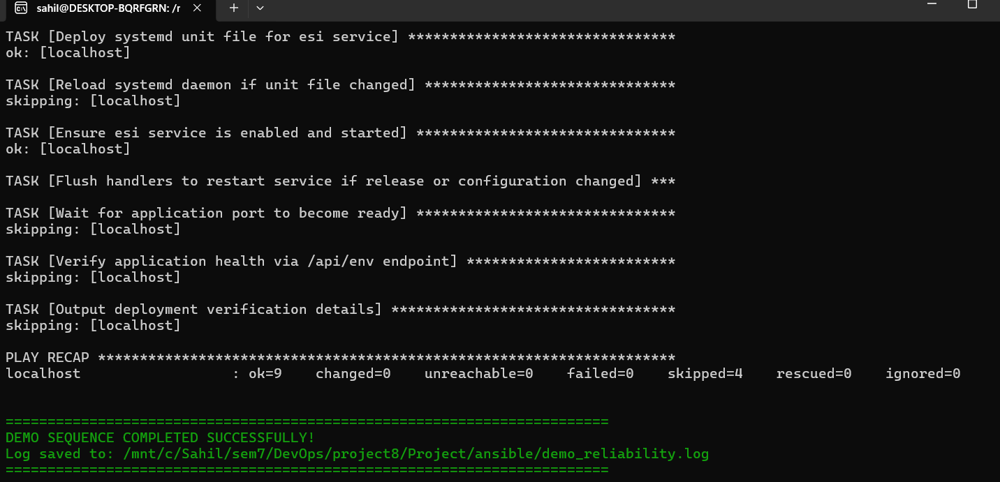 sahil@DESKTOP-BQRFGRN: /r
TASK [Deploy systemd unit file for esi service] ********************************
ok: [localhost]
TASK [Reload systemd daemon if unit file changed] ******************************
skipping: [localhost]
TASK [Ensure esi service is enabled and started] *******************************
ok: [localhost]
TASK [Flush handlers to restart service if release or configuration changed] ***
TASK [Wait for application port to become ready] *******************************
skipping: [localhost]
TASK [Verify application health via /api/env endpoint] *************************
skipping: [localhost]
TASK [Output deployment verification details] **********************************
skipping: [localhost]
PLAY RECAP *********************************************************************
localhost                  : ok=9    changed=0    unreachable=0    failed=0    skipped=4    rescued=0    ignored=0
========================================================================
DEMO SEQUENCE COMPLETED SUCCESSFULLY!
Log saved to: /mnt/c/Sahil/sem7/DevOps/project8/Project/ansible/demo_reliability.log
========================================================================